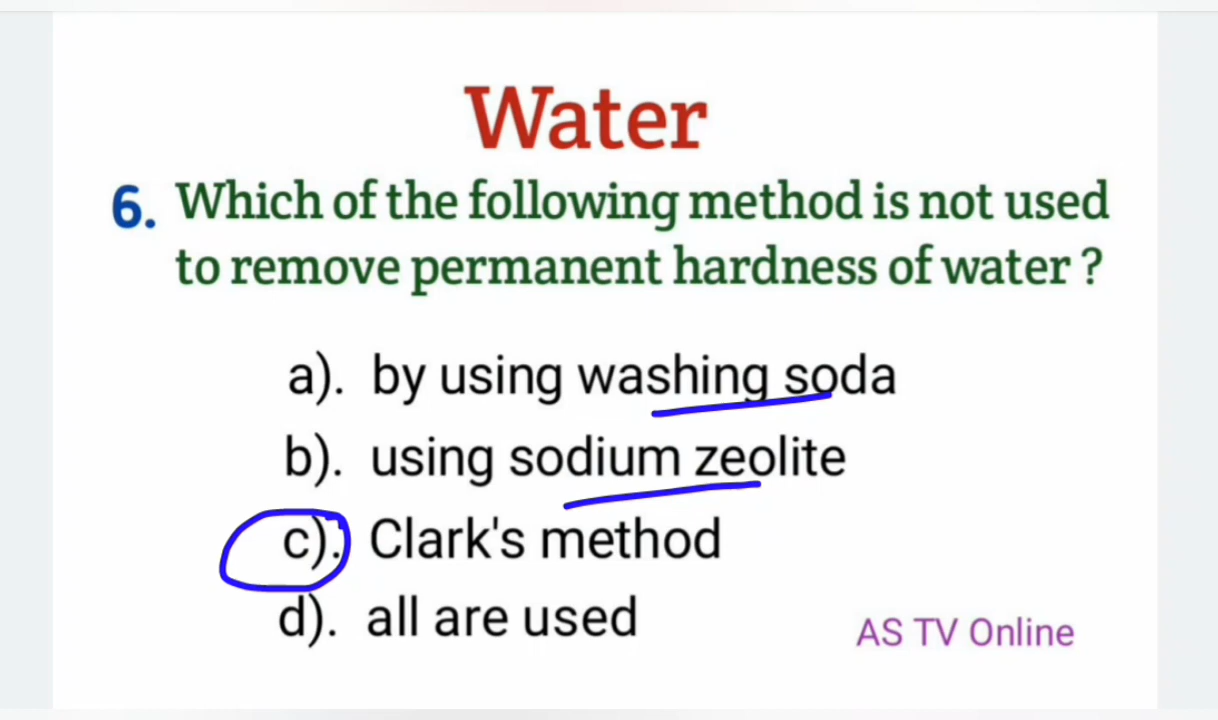 Water
6. Which of the following method is not used
to remove permanent hardness of water ?
a). by using washing soda
b). using sodium zeolite
c). Clark's method
d). all are used
AS TV Online